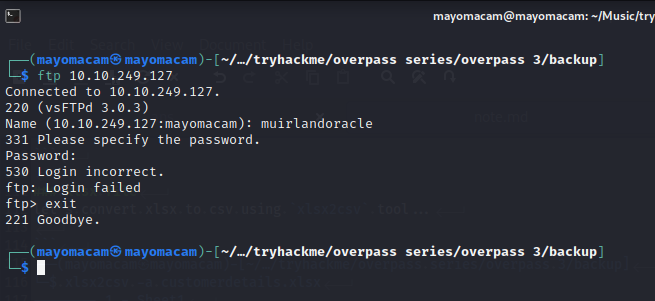 mayomacam@mayomacam: ~/Music/try
┌──(mayomacam㉿mayomacam)-[~/…/tryhackme/overpass series/overpass 3/backup]
└─$ ftp 10.10.249.127
Connected to 10.10.249.127.
220 (vsFTPd 3.0.3)
Name (10.10.249.127:mayomacam): muirlandoracle
331 Please specify the password.
Password:
530 Login incorrect.
ftp: Login failed
ftp> exit
221 Goodbye.
┌──(mayomacam㉿mayomacam)-[~/…/tryhackme/overpass series/overpass 3/backup]
└─$